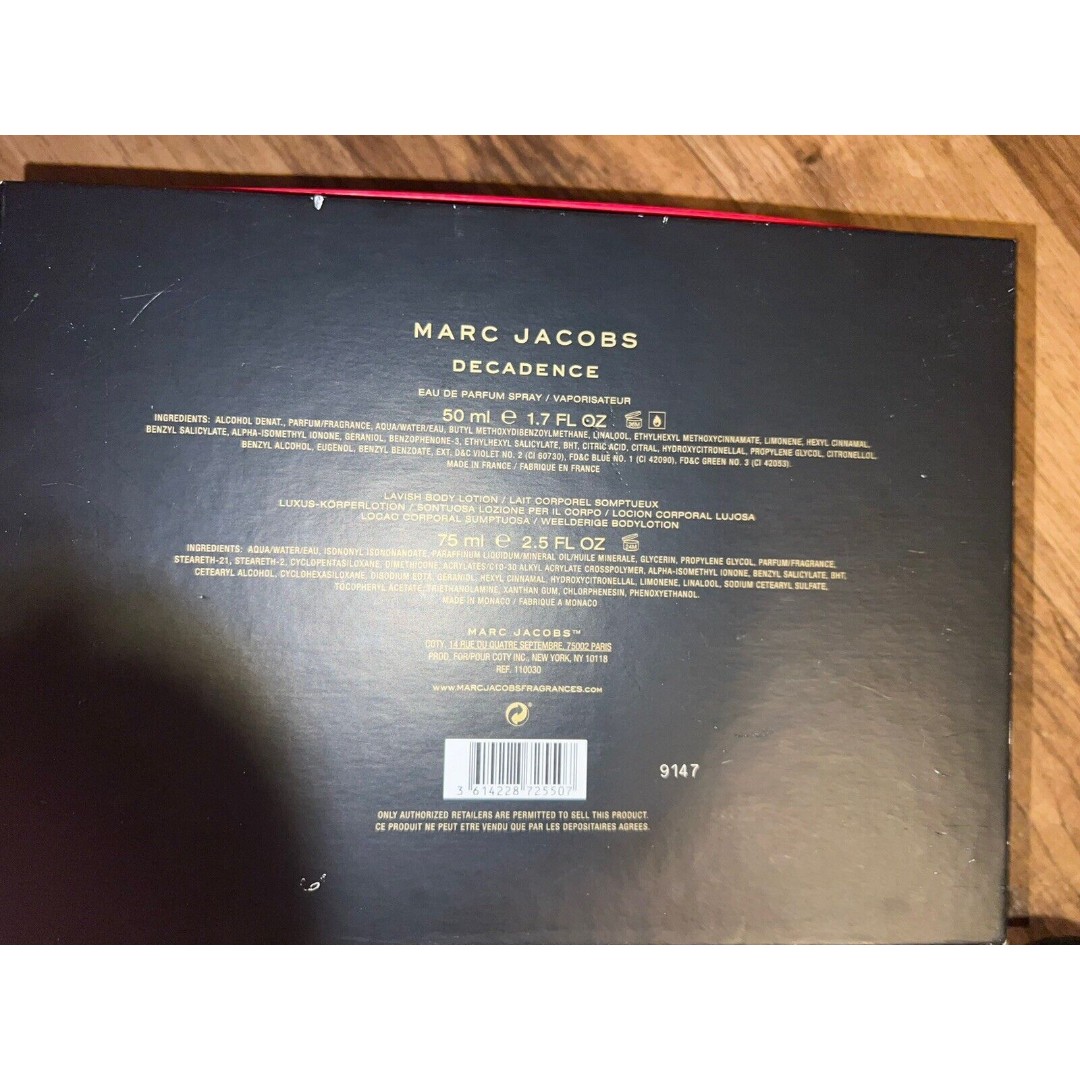 MARC JACOBS
DECADENCE
EAU DE PARFUM SPRAY / VAPORISATEUR
50 ml e 1.7 FL OZ 36M
INGREDIENTS: ALCOHOL DENAT., PARFUM/FRAGRANCE, AQUA/WATER/EAU, BUTYL METHOXYDIBENZOYLMETHANE, LINALOOL, ETHYLHEXYL METHOXYCINNAMATE, LIMONENE, HEXYL CINNAMAL,
BENZYL SALICYLATE, ALPHA-ISOMETHYL IONONE, GERANIOL, BENZOPHENONE-3, ETHYLHEXYL SALICYLATE, BHT, CITRIC ACID, CITRAL, HYDROXYCITRONELLAL, PROPYLENE GLYCOL, CITRONELLOL,
BENZYL ALCOHOL, EUGENOL, BENZYL BENZOATE, EXT. D&C VIOLET NO. 2 (CI 60730), FD&C BLUE NO. 1 (CI 42090), FD&C GREEN NO. 3 (CI 42053).
MADE IN FRANCE / FABRIQUE EN FRANCE
LAVISH BODY LOTION / LAIT CORPOREL SOMPTUEUX
LUXUS-KÖRPERLOTION / SONTUOSA LOZIONE PER IL CORPO / LOCION CORPORAL LUJOSA
LOCAO CORPORAL SUMPTUOSA / WEELDERIGE BODYLOTION
75 ml e 2.5 FL OZ 24M
INGREDIENTS: AQUA/WATER/EAU, ISONONYL ISONONANOATE, PARAFFINUM LIQUIDUM/MINERAL OIL/HUILE MINERALE, GLYCERIN, PROPYLENE GLYCOL, PARFUM/FRAGRANCE,
STEARETH-21, STEARETH-2, CYCLOPENTASILOXANE, DIMETHICONE, ACRYLATES/C10-30 ALKYL ACRYLATE CROSSPOLYMER, ALPHA-ISOMETHYL IONONE, BENZYL SALICYLATE, BHT,
CETEARYL ALCOHOL, CYCLOHEXASILOXANE, DISODIUM EDTA, GERANIOL, HEXYL CINNAMAL, HYDROXYCITRONELLAL, LIMONENE, LINALOOL, SODIUM CETEARYL SULFATE,
TOCOPHERYL ACETATE, TRIETHANOLAMINE, XANTHAN GUM, CHLORPHENESIN, PHENOXYETHANOL.
MADE IN MONACO / FABRIQUE A MONACO
MARC JACOBS™
COTY, 14 RUE DU QUATRE SEPTEMBRE, 75002 PARIS
PROD. FOR/POUR COTY INC., NEW YORK, NY 10118
REF. 110030
WWW.MARCJACOBSFRAGRANCES.COM
3 614228 725507
9147
ONLY AUTHORIZED RETAILERS ARE PERMITTED TO SELL THIS PRODUCT.
CE PRODUIT NE PEUT ETRE VENDU QUE PAR LES DEPOSITAIRES AGREES.